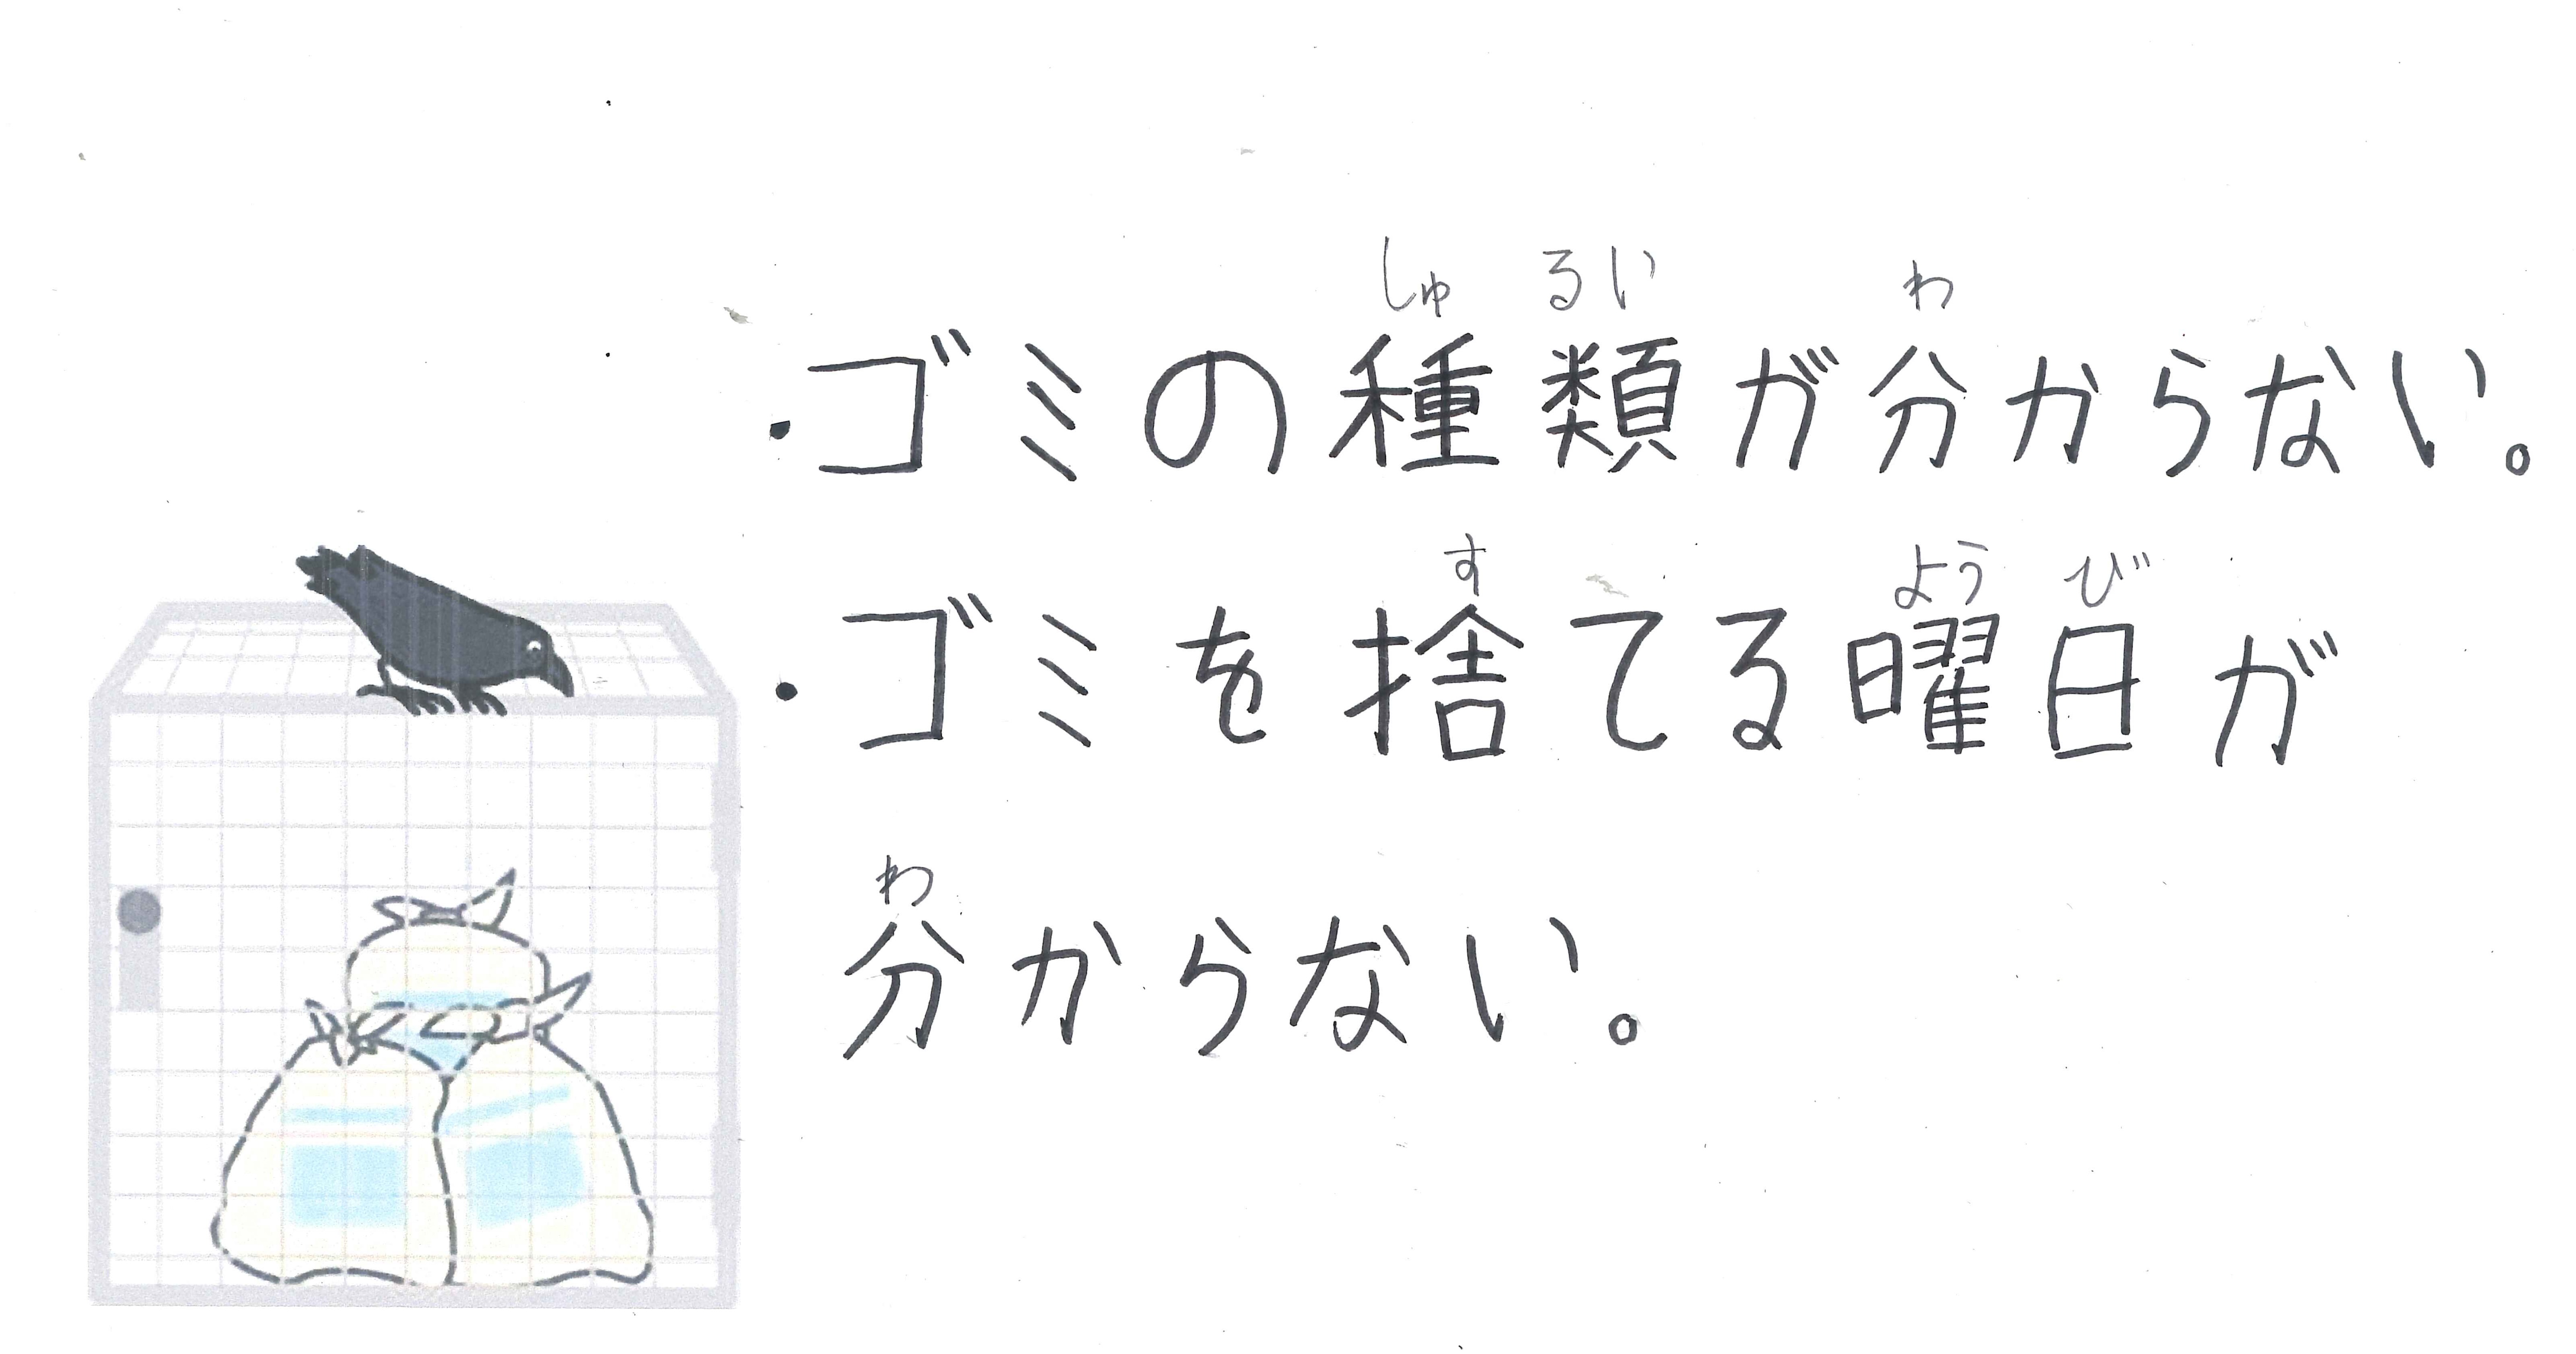 しゅ るい わ
・ゴミの種類が分からない。
す よう び
・ゴミを捨てる曜日が
わ
分からない。